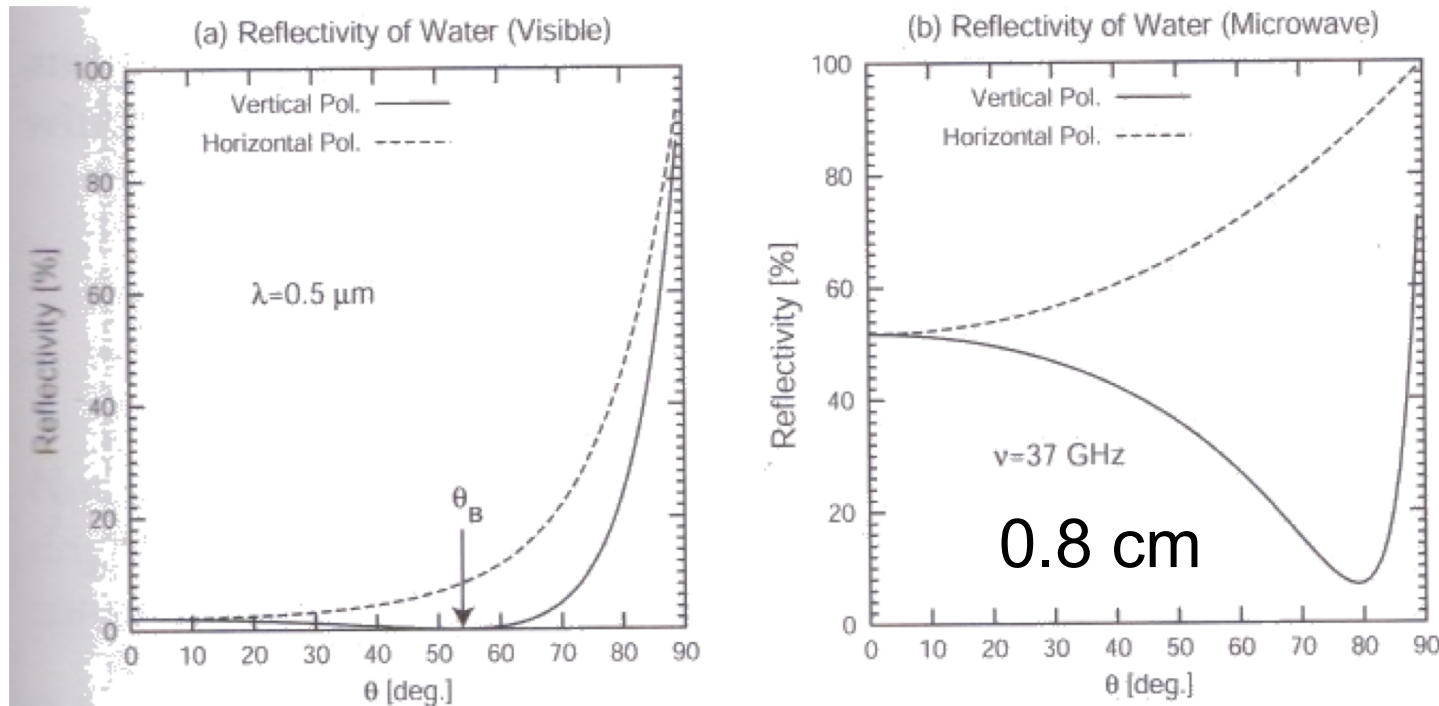 (a) Reflectivity of Water (Visible)
Vertical Pol.
Horizontal Pol.
λ=0.5 μm
θB
Reflectivity [%]
0
20
40
60
80
100
0 10 20 30 40 50 60 70 80 90
θ [deg.]
(b) Reflectivity of Water (Microwave)
Vertical Pol.
Horizontal Pol.
ν=37 GHz
0.8 cm
Reflectivity [%]
0
20
40
60
80
100
0 10 20 30 40 50 60 70 80 90
θ [deg.]